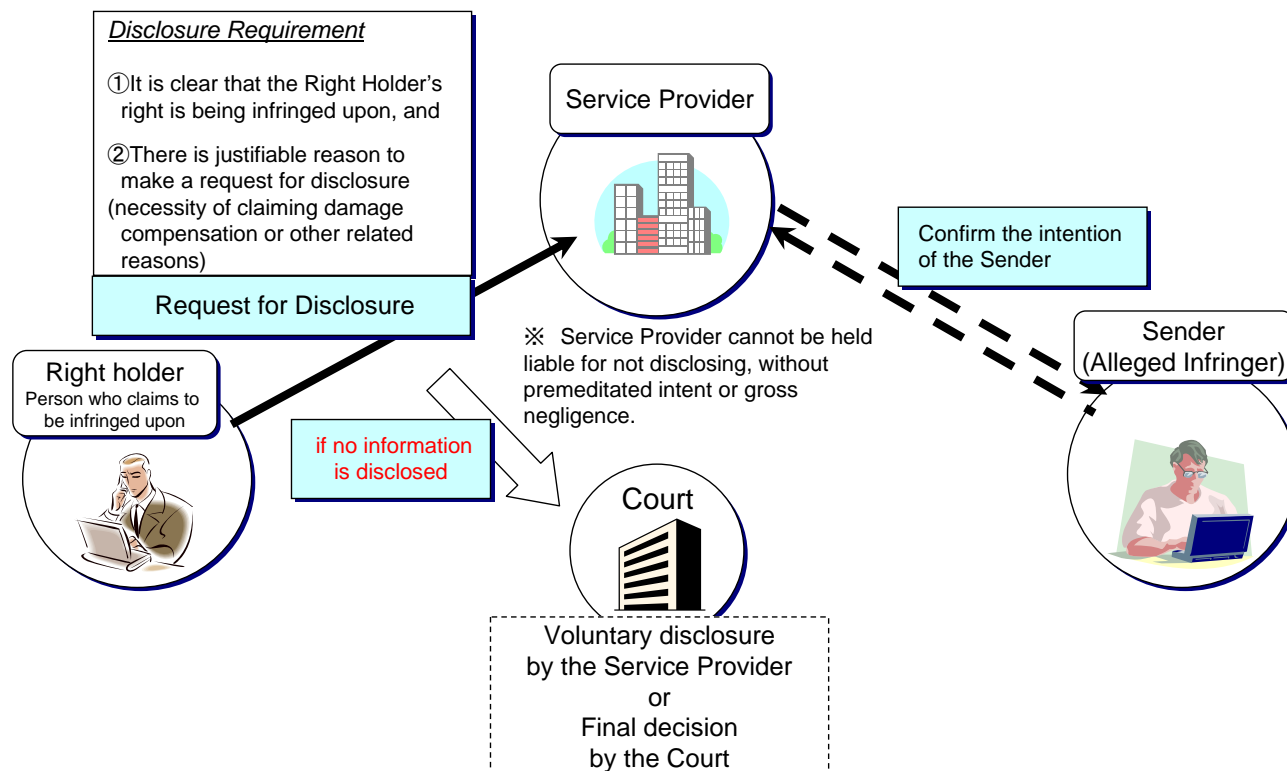 Disclosure Requirement
①It is clear that the Right Holder's
right is being infringed upon, and
②There is justifiable reason to
make a request for disclosure
(necessity of claiming damage
compensation or other related
reasons)
Request for Disclosure
Service Provider
Confirm the intention
of the Sender
※ Service Provider cannot be held
liable for not disclosing, without
premeditated intent or gross
negligence.
Sender
(Alleged Infringer)
Right holder
Person who claims to
be infringed upon
if no information
is disclosed
Court
Voluntary disclosure
by the Service Provider
or
Final decision
by the Court